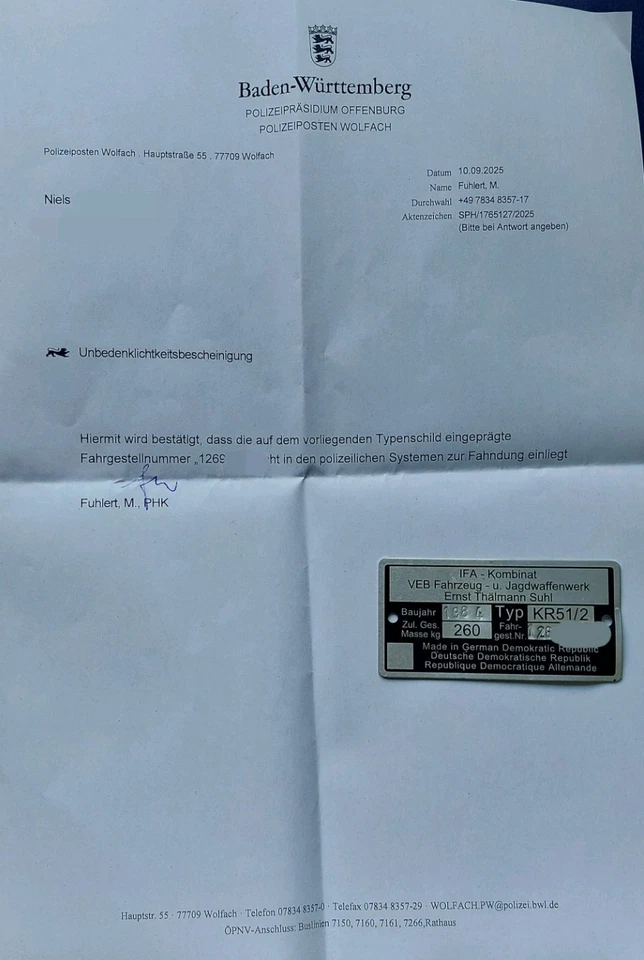 Baden-Württemberg
POLIZEIPRÄSIDIUM OFFENBURG
POLIZEIPOSTEN WOLFACH
Polizeiposten Wolfach . Hauptstraße 55 . 77709 Wolfach
Datum 10.09.2025
Name Fuhlert, M.
Durchwahl +49 7834 8357-17
Aktenzeichen SPH/1765127/2025
(Bitte bei Antwort angeben)
Niels
Unbedenklichtkeitsbescheinigung
Hiermit wird bestätigt, dass die auf dem vorliegenden Typenschild eingeprägte
Fahrgestellnummer „1269 ht in den polizeilichen Systemen zur Fahndung einliegt
Fuhlert, M., PHK
IFA - Kombinat
VEB Fahrzeug - u. Jagdwaffenwerk
Ernst Thälmann Suhl
Baujahr 1984 Typ KR51/2
Zul. Ges. Masse kg 260 Fahr-gest.Nr. 126
Made in German Democratic Republic
Deutsche Demokratische Republik
Republique Democratique Allemande
Hauptstr. 55 · 77709 Wolfach · Telefon 07834 8357-0 · Telefax 07834 8357-29 · WOLFACH.PW@polizei.bwl.de
ÖPNV-Anschluss: Buslinien 7150, 7160, 7161, 7266,Rathaus